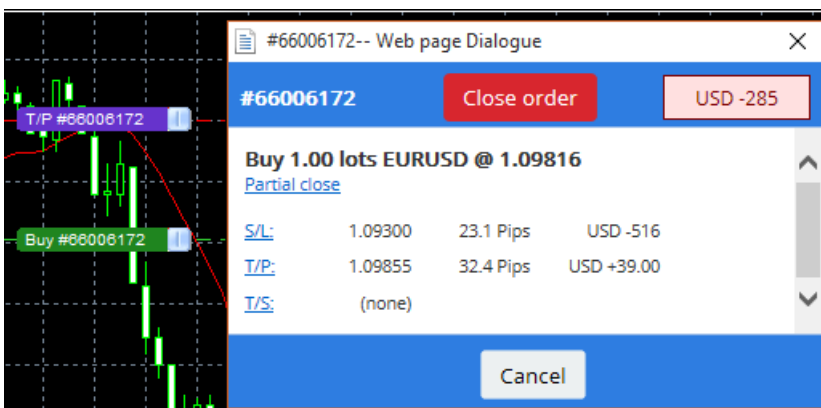 #66006172-- Web page Dialogue
#66006172 Close order USD -285
T/P #66006172
Buy 1.00 lots EURUSD @ 1.09816
Partial close
S/L: 1.09300 23.1 Pips USD -516
Buy #66006172
T/P: 1.09855 32.4 Pips USD +39.00
T/S: (none)
Cancel